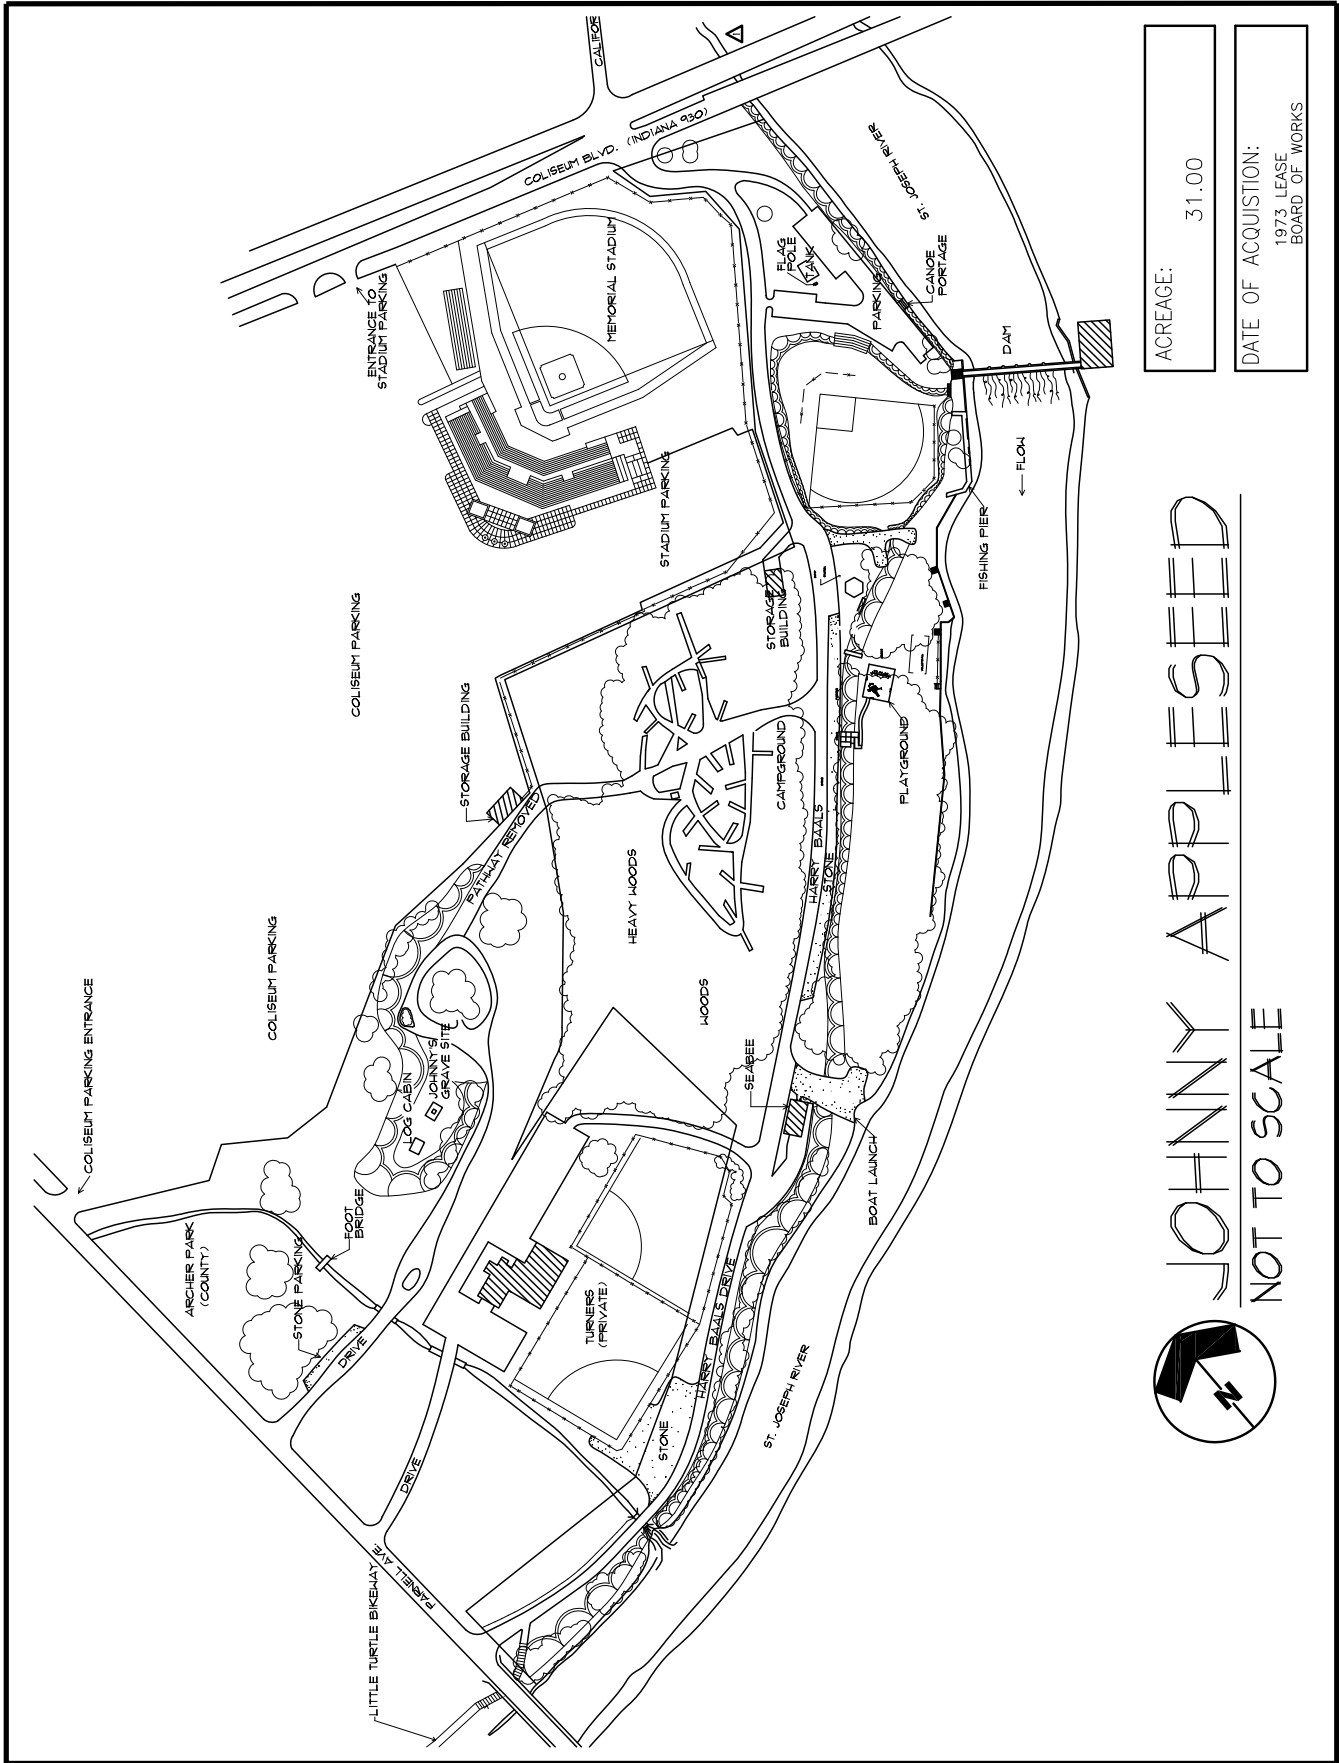 JOHNNY APPLESEED
NOT TO SCALE
N
ACREAGE:
31.00
DATE OF ACQUISITION:
1973 LEASE
BOARD OF WORKS
COLISEUM PARKING ENTRANCE
COLISEUM PARKING
COLISEUM PARKING
ENTRANCE TO
STADIUM PARKING
COLISEUM BLVD. (INDIANA 930)
CALIFOR
ARCHER PARK
(COUNTY)
STONE PARKING
FOOT
BRIDGE
DRIVE
DRIVE
LITTLE TURTLE BIKEWAY
PARNELL AVE.
LOG CABIN
JOHNNY'S
GRAVE SITE
PATHWAY REMOVED
STORAGE BUILDING
MEMORIAL STADIUM
STADIUM PARKING
HEAVY WOODS
WOODS
TURNERS
(PRIVATE)
STONE
HARRY BAALS DRIVE
SEABEE
STORAGE
BUILDING
CAMPGROUND
HARRY BAALS
STONE
FLAG
POLE
TANK
PARKING
CANOE
PORTAGE
ST. JOSEPH RIVER
PLAYGROUND
BOAT LAUNCH
FISHING PIER
DAM
FLOW
ST. JOSEPH RIVER